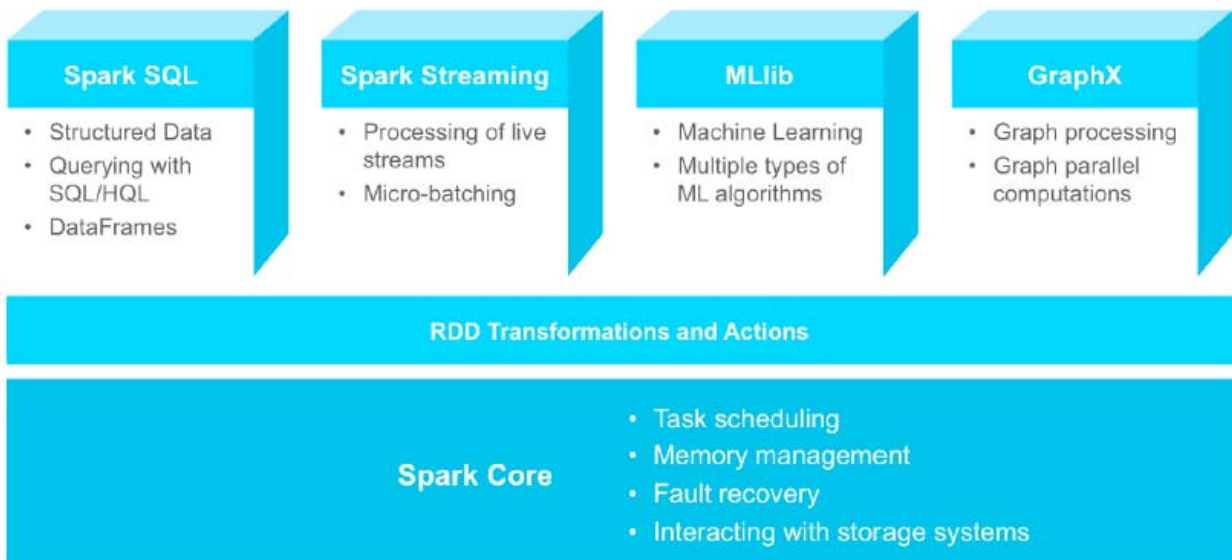 Spark SQL
• Structured Data
• Querying with
SQL/HQL
• DataFrames
Spark Streaming
• Processing of live
streams
• Micro-batching
MLlib
• Machine Learning
• Multiple types of
ML algorithms
GraphX
• Graph processing
• Graph parallel
computations
RDD Transformations and Actions
Spark Core
• Task scheduling
• Memory management
• Fault recovery
• Interacting with storage systems